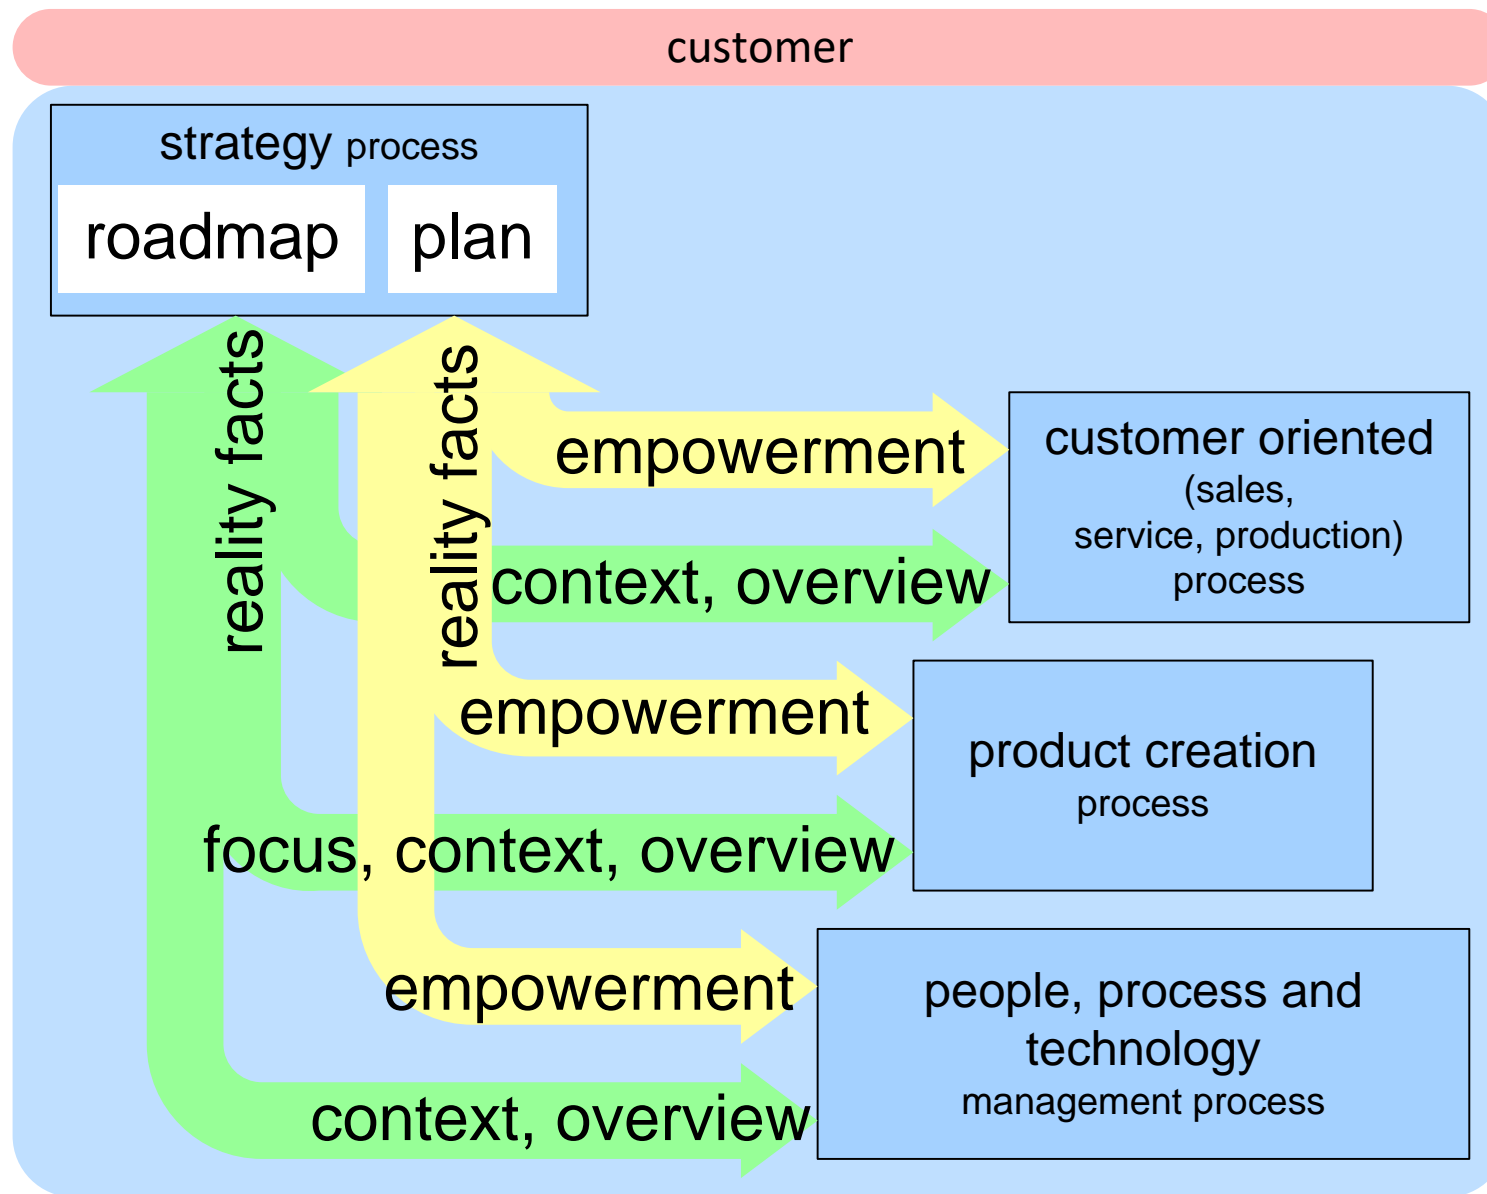 customer
strategy process
roadmap
plan
reality facts
reality facts
empowerment
customer oriented
(sales,
service, production)
process
context, overview
empowerment
product creation
process
focus, context, overview
empowerment
people, process and
technology
management process
context, overview